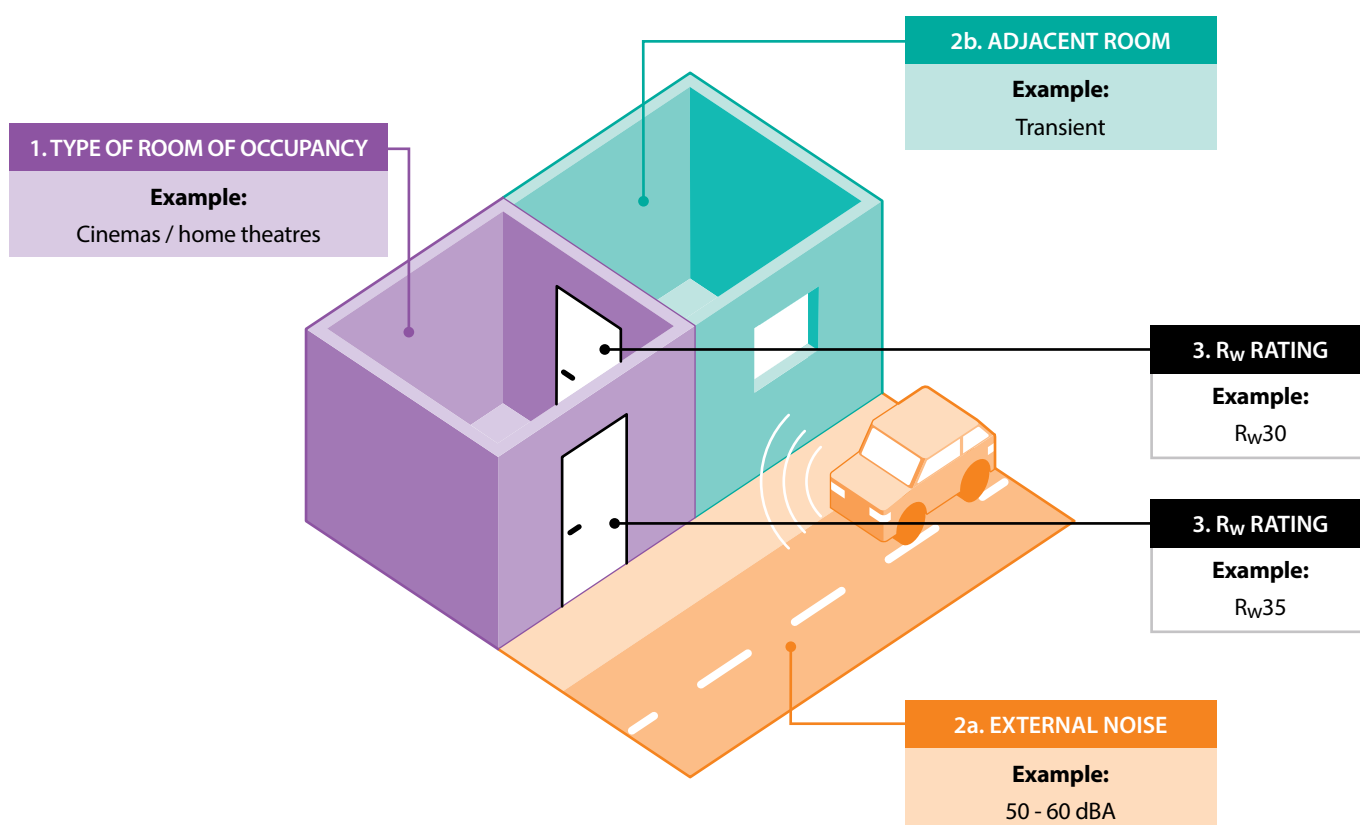 2b. ADJACENT ROOM
Example:
Transient
1. TYPE OF ROOM OF OCCUPANCY
Example:
Cinemas / home theatres
3. RW RATING
Example:
RW30
3. RW RATING
Example:
RW35
2a. EXTERNAL NOISE
Example:
50 - 60 dBA